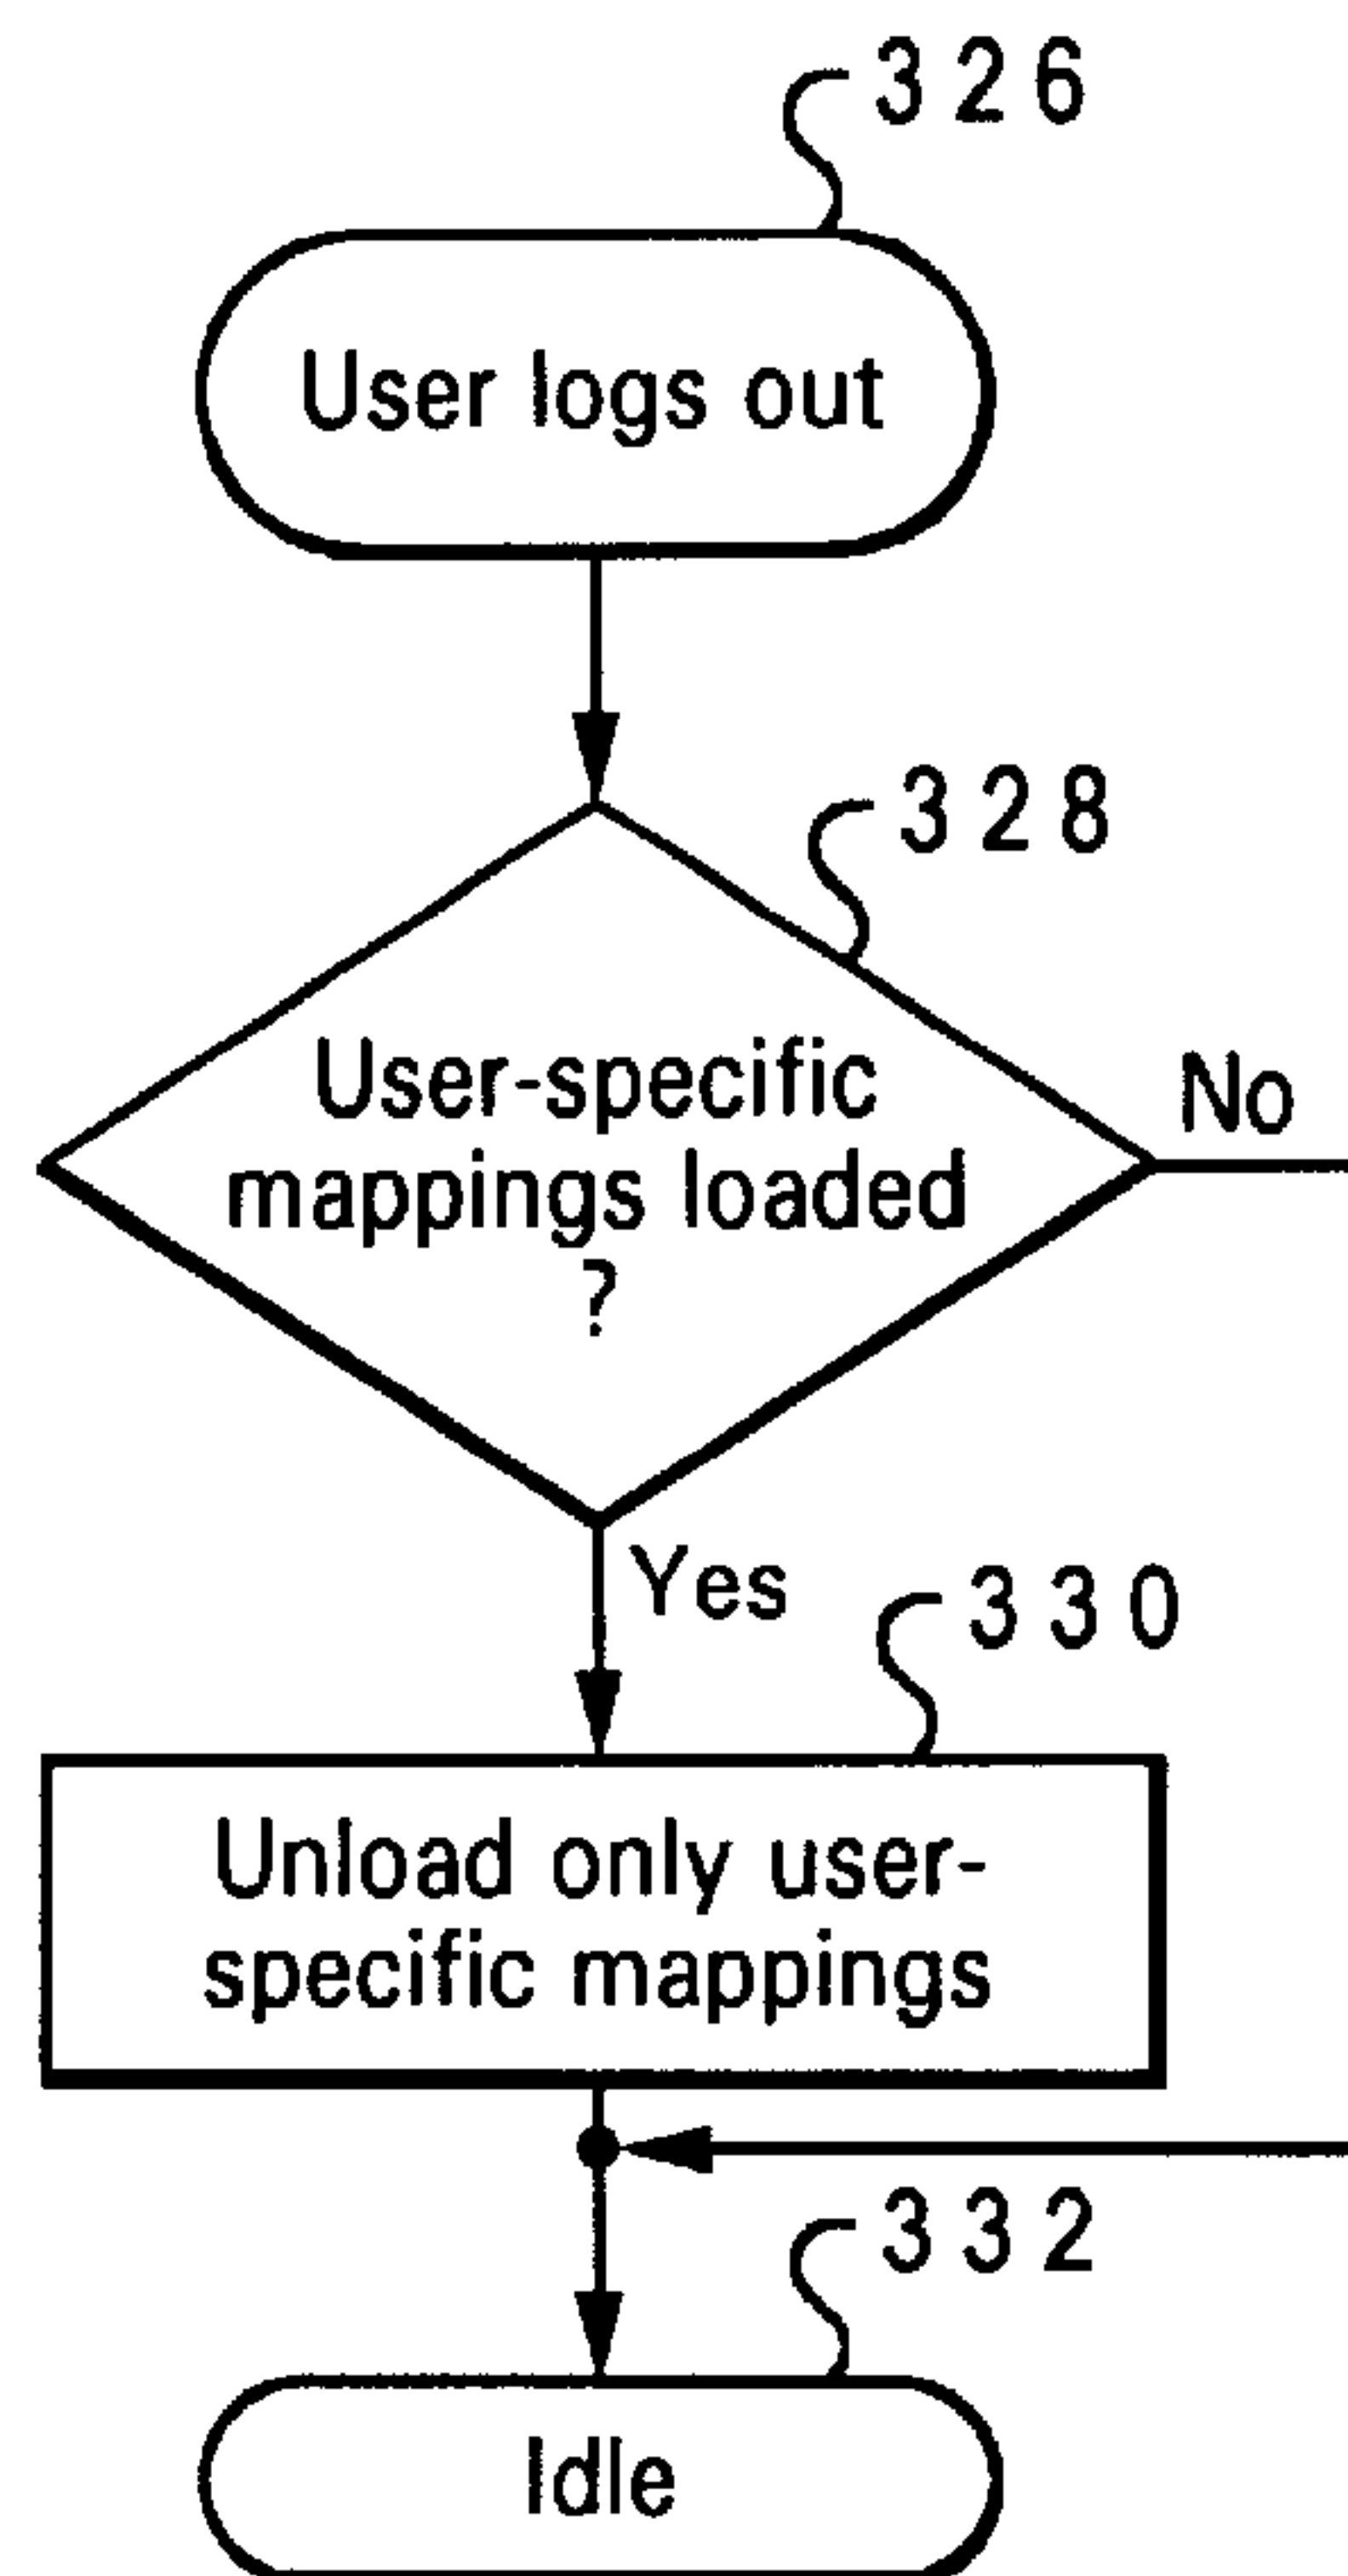 326
User logs out
328
User-specific
mappings loaded
?
No
Yes
330
Unload only user-
specific mappings
332
Idle